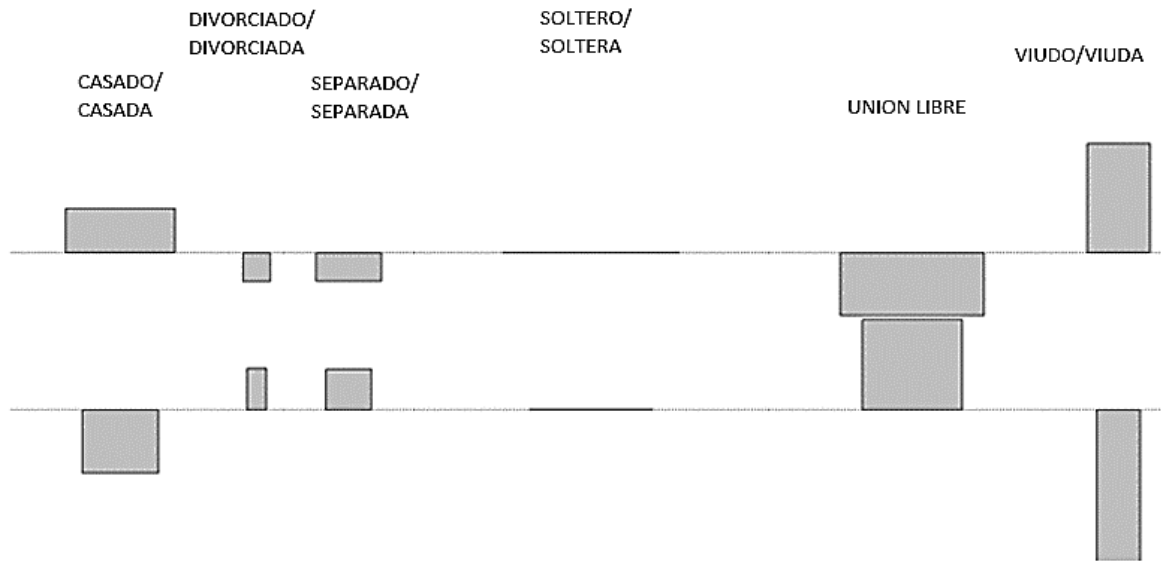 DIVORCIADO/
DIVORCIADA
SOLTERO/
SOLTERA
VIUDO/VIUDA
CASADO/
CASADA
SEPARADO/
SEPARADA
UNION LIBRE